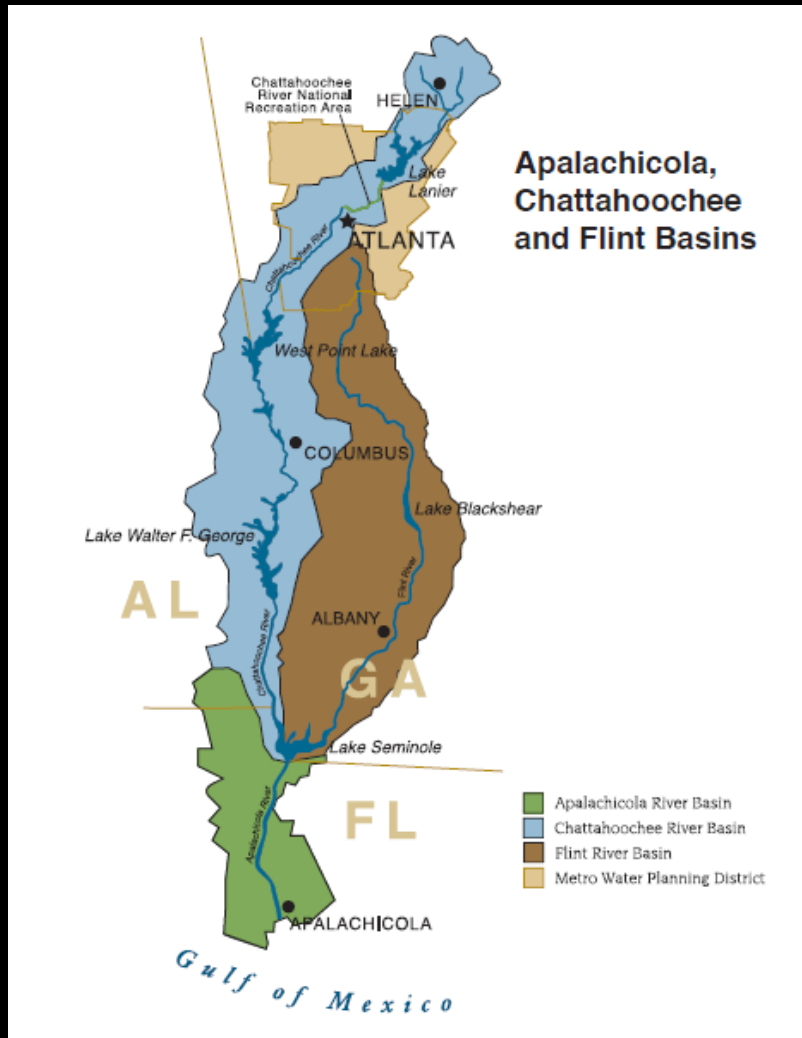 Chattahoochee
River National
Recreation Area
HELEN
Apalachicola,
Chattahoochee
and Flint Basins
Lake
Lanier
ATLANTA
Chattahoochee River
West Point Lake
COLUMBUS
Lake Blackshear
Lake Walter F. George
Flint River
AL
ALBANY
Chattahoochee River
GA
Lake Seminole
Apalachicola River
FL
Apalachicola River Basin
Chattahoochee River Basin
Flint River Basin
Metro Water Planning District
APALACHICOLA
Gulf of Mexico